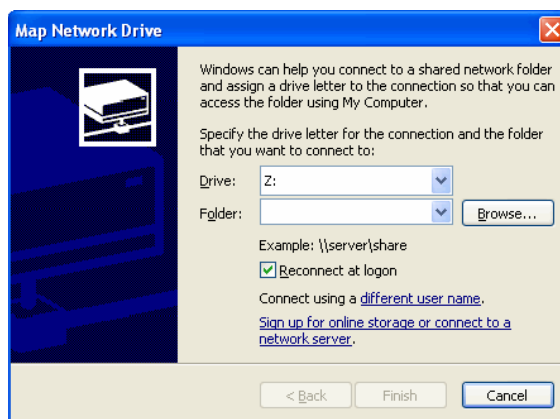 Map Network Drive
Windows can help you connect to a shared network folder
and assign a drive letter to the connection so that you can
access the folder using My Computer.
Specify the drive letter for the connection and the folder
that you want to connect to:
Drive: Z:
Folder: Browse...
Example: \\server\share
Reconnect at logon
Connect using a different user name.
Sign up for online storage or connect to a
network server.
< Back Finish Cancel